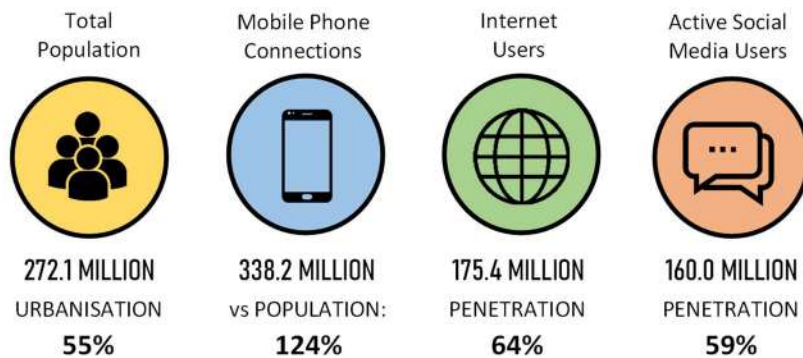 Total
Population
Mobile Phone
Connections
Internet
Users
Active Social
Media Users
272.1 MILLION
338.2 MILLION
175.4 MILLION
160.0 MILLION
URBANISATION
vs POPULATION:
PENETRATION
PENETRATION
55%
124%
64%
59%